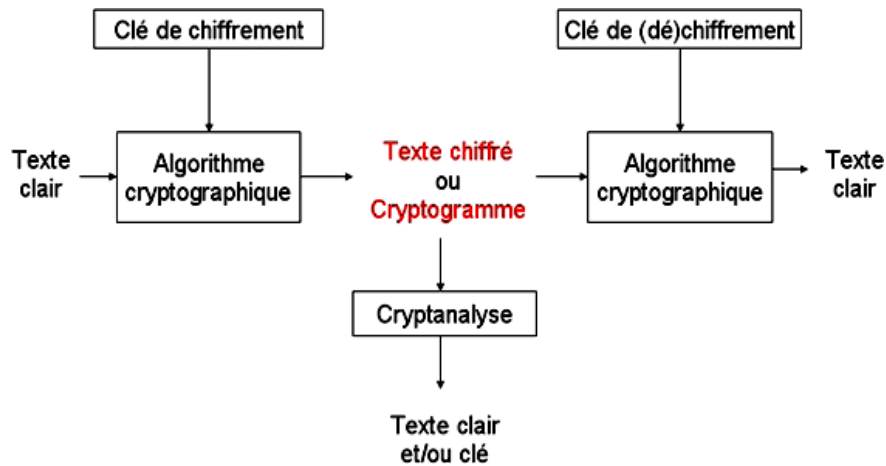 Clé de chiffrement
Clé de (dé)chiffrement
Texte
clair
Algorithme
cryptographique
Texte chiffré
ou
Cryptogramme
Algorithme
cryptographique
Texte
clair
Cryptanalyse
Texte clair
et/ou clé